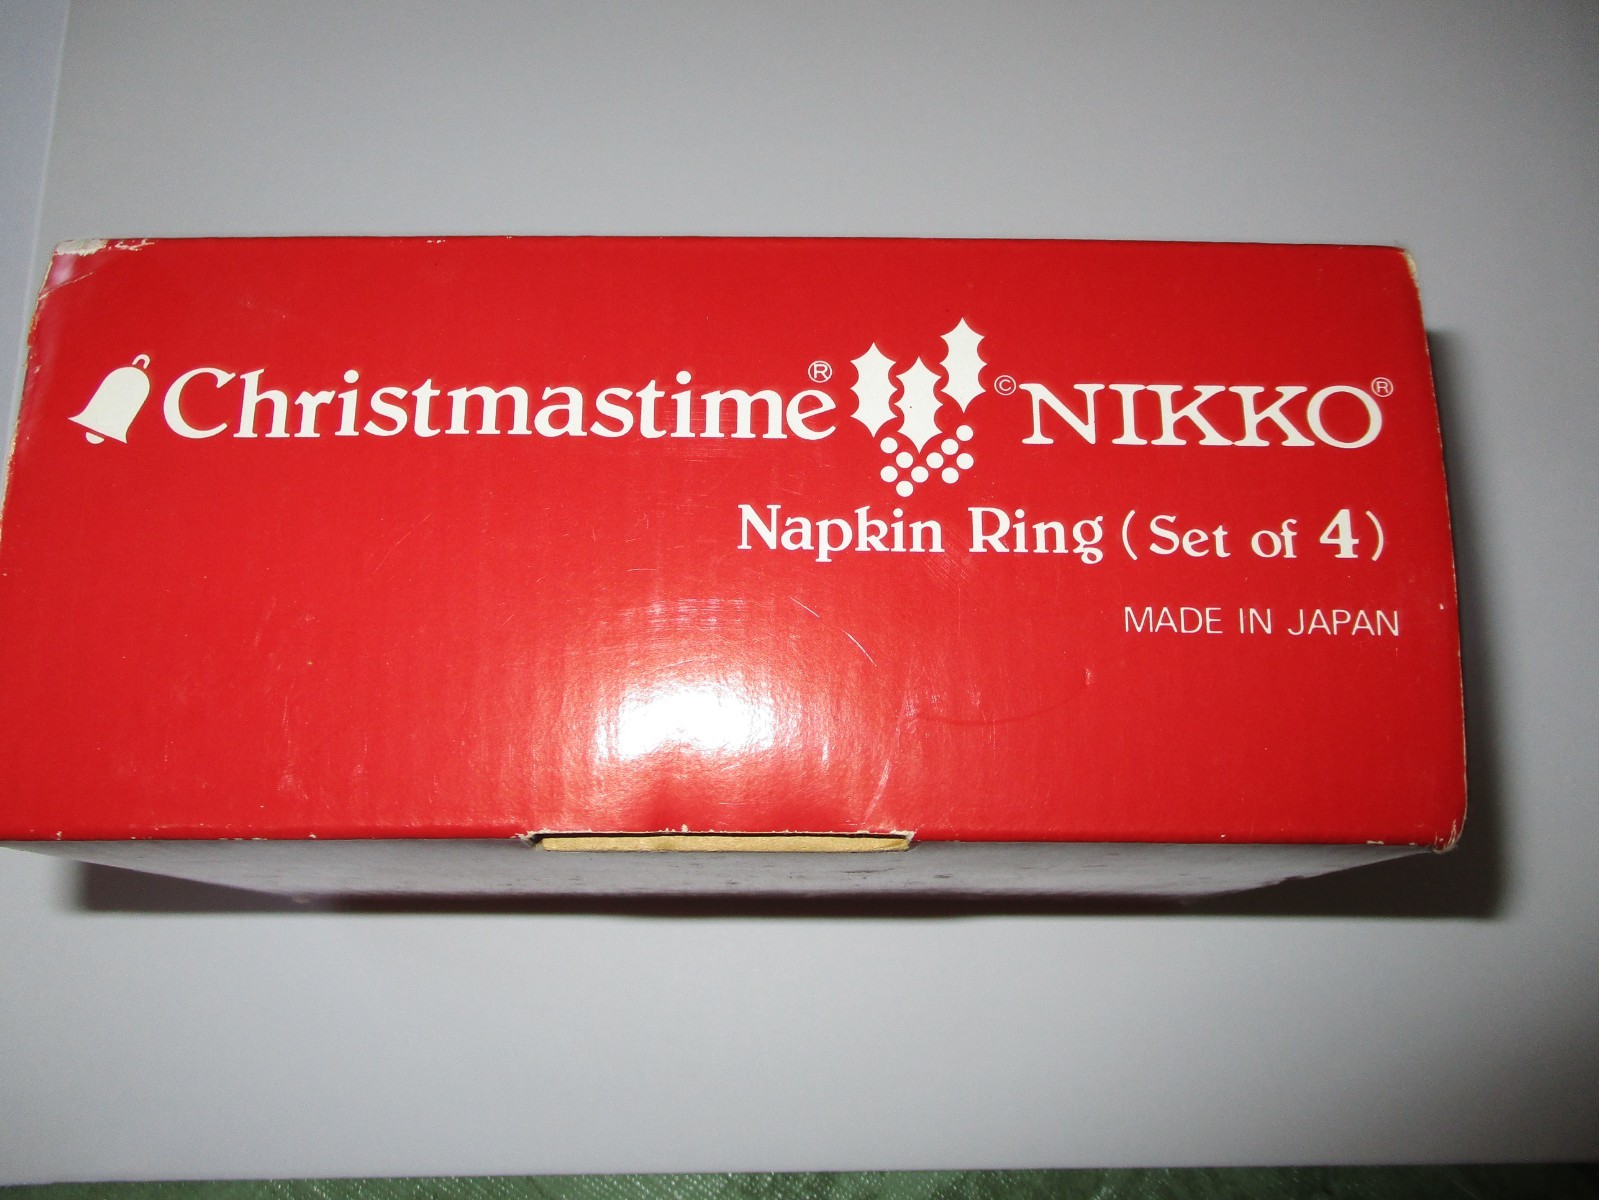 Christmastime® © NIKKO®
Napkin Ring (Set of 4)
MADE IN JAPAN